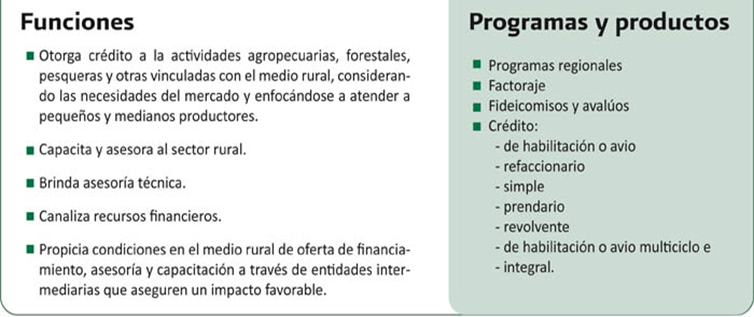 Funciones
■ Otorga crédito a la actividades agropecuarias, forestales,
pesqueras y otras vinculadas con el medio rural, consideran-
do las necesidades del mercado y enfocándose a atender a
pequeños y medianos productores.
■ Capacita y asesora al sector rural.
■ Brinda asesoría técnica.
■ Canaliza recursos financieros.
■ Propicia condiciones en el medio rural de oferta de financia-
miento, asesoría y capacitación a través de entidades inter-
mediarias que aseguren un impacto favorable.
Programas y productos
■ Programas regionales
■ Factoraje
■ Fideicomisos y avalúos
■ Crédito:
- de habilitación o avio
- refaccionario
- simple
- prendario
- revolvente
- de habilitación o avio multiciclo e
- integral.